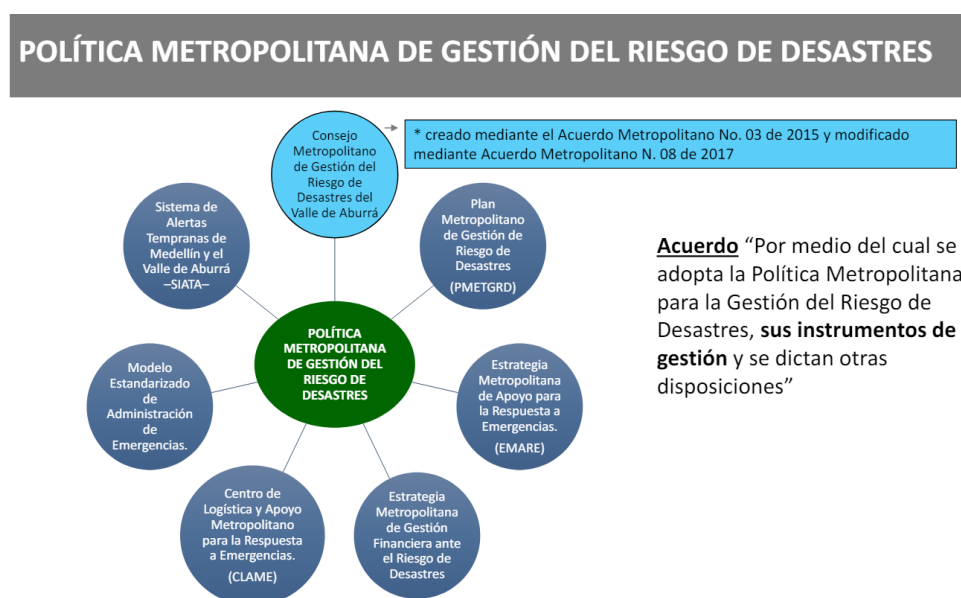 POLÍTICA METROPOLITANA DE GESTIÓN DEL RIESGO DE DESASTRES
Consejo
Metropolitano
de Gestión del
Riesgo de
Desastres del
Valle de Aburrá
* creado mediante el Acuerdo Metropolitano No. 03 de 2015 y modificado
mediante Acuerdo Metropolitano N. 08 de 2017
Sistema de
Alertas
Tempranas de
Medellín y el
Valle de Aburrá
–SIATA–
Plan
Metropolitano
de Gestión de
Riesgo de
Desastres
(PMETGRD)
POLÍTICA
METROPOLITANA
DE GESTIÓN DEL
RIESGO DE
DESASTRES
Modelo
Estandarizado
de
Administración
de
Emergencias.
Estrategia
Metropolitana
de Apoyo para
la Respuesta a
Emergencias.
(EMARE)
Centro de
Logística y Apoyo
Metropolitano
para la Respuesta
a Emergencias.
(CLAME)
Estrategia
Metropolitana
de Gestión
Financiera ante
el Riesgo de
Desastres
Acuerdo “Por medio del cual se
adopta la Política Metropolitana
para la Gestión del Riesgo de
Desastres, sus instrumentos de
gestión y se dictan otras
disposiciones”